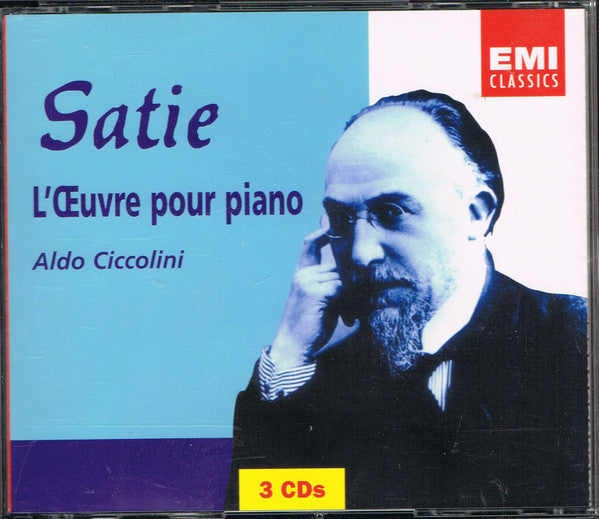 Satie
L'Œuvre pour piano
Aldo Ciccolini
EMI
CLASSICS
3 CDs